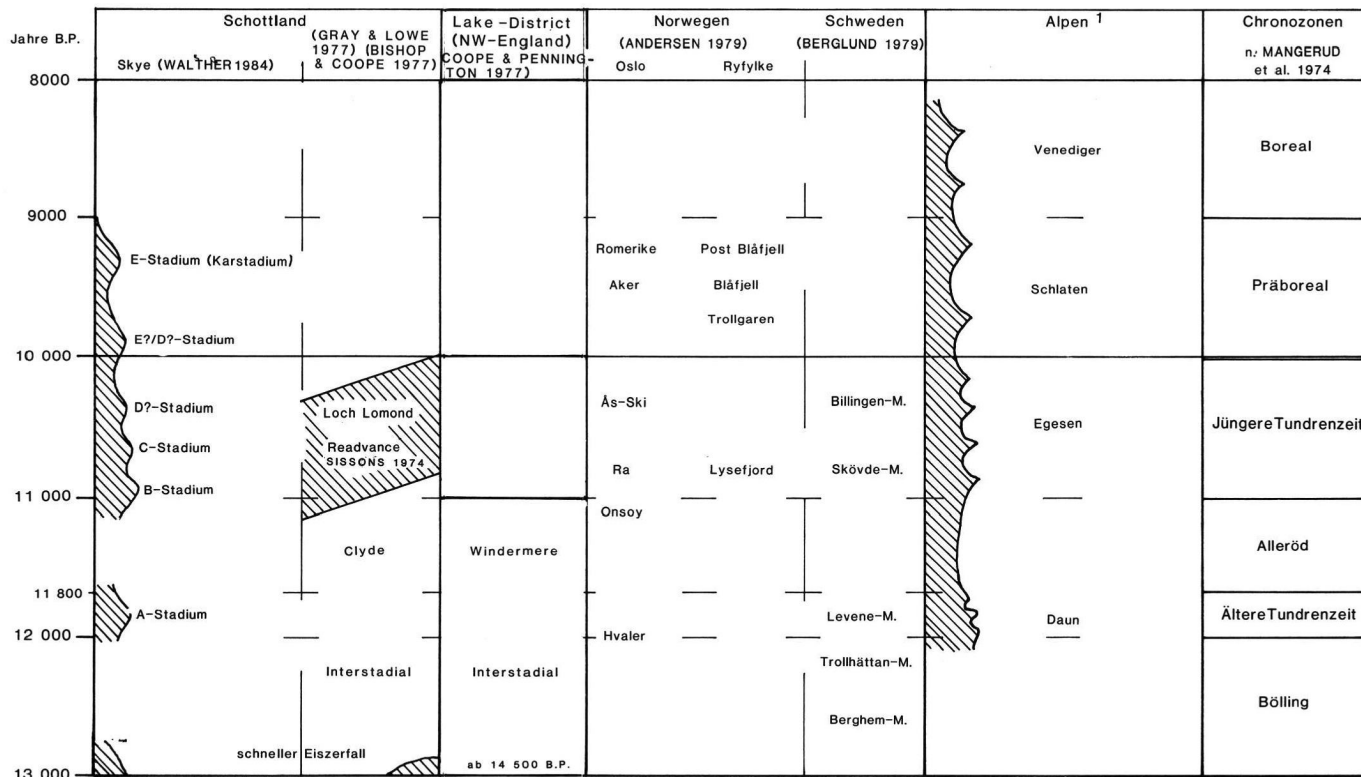 Jahre B.P.
Schottland
Skye (WALTHER 1984)
(GRAY & LOWE
1977) (BISHOP
& COOPE 1977)
Lake-District
(NW-England)
COOPE & PENNING-
TON 1977)
Norwegen
(ANDERSEN 1979)
Oslo Ryfylke
Schweden
(BERGLUND 1979)
Alpen 1
Chronozonen
n. MANGERUD
et al. 1974
8000
Venediger
Boreal
9000
E-Stadium (Karstadium)
Romerike
Post Blåfjell
Aker
Blåfjell
Schlaten
Präboreal
Trollgaren
E?/D?-Stadium
10 000
D?-Stadium
Loch Lomond
Ås-Ski
Billingen-M.
Egesen
Jüngere Tundrenzeit
C-Stadium
Readvance
SISSONS 1974
Ra
Lysefjord
Skövde-M.
B-Stadium
11 000
Onsoy
Clyde
Windermere
Alleröd
11 800
A-Stadium
Levene-M.
Daun
Ältere Tundrenzeit
12 000
Hvaler
Trollhättan-M.
Interstadial
Interstadial
Bölling
Berghem-M.
schneller Eiszerfall
ab 14 500 B.P.
13 000